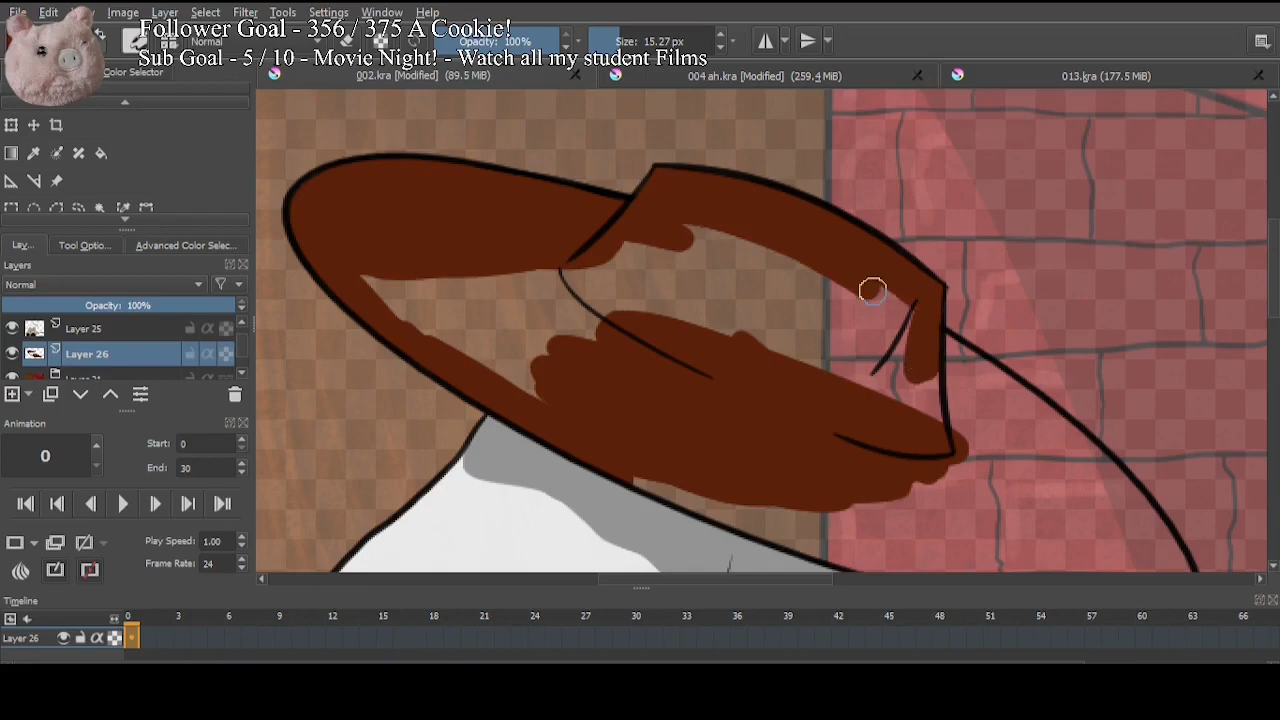 File Edit View Layer Image Select Filter Tools Settings Window Help
Follower Goal - 356 / 375 A Cookie!
Normal Opacity: 100% Size: 15.27 px
Sub Goal - 5 / 10 - Movie Night! - Watch all my student Films
Color Selector
002.kra [Modified] (89.5 MiB)
004 ah.kra [Modified] (259.4 MiB)
013.kra (177.5 MiB)
Lay...
Tool Optio...
Advanced Color Selec...
Layers
Normal
Opacity: 100%
Layer 25
Layer 26
Animation
0
Start: 0
End: 30
Play Speed: 1.00
Frame Rate: 24
Timeline
0 3 6 9 12 15 18 21 24 27 30 33 36 39 42 45 48 51 54 57 60 63 66
Layer 26